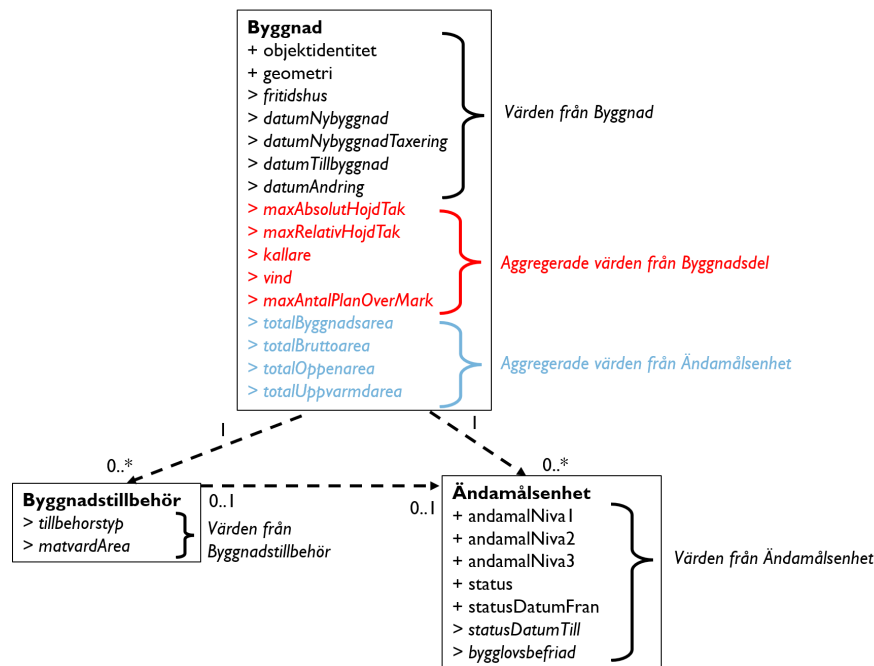 Byggnad
+ objektidentitet
+ geometri
> fritidshus
> datumNybyggnad
> datumNybyggnadTaxering
> datumTillbyggnad
> datumAndring
Värden från Byggnad
> maxAbsolutHojdTak
> maxRelativHojdTak
> kallare
> vind
> maxAntalPlanOverMark
Aggregerade värden från Byggnadsdel
> totalByggnadsarea
> totalBruttoarea
> totalOppenarea
> totalUppvarmdarea
Aggregerade värden från Ändamålsenhet
1
1
0..*
0..*
Byggnadstillbehör
> tillbehorstyp
> matvardArea
Värden från
Byggnadstillbehör
0..1
0..1
Ändamålsenhet
+ andamalNiva1
+ andamalNiva2
+ andamalNiva3
+ status
+ statusDatumFran
> statusDatumTill
> bygglovsbefriad
Värden från Ändamålsenhet